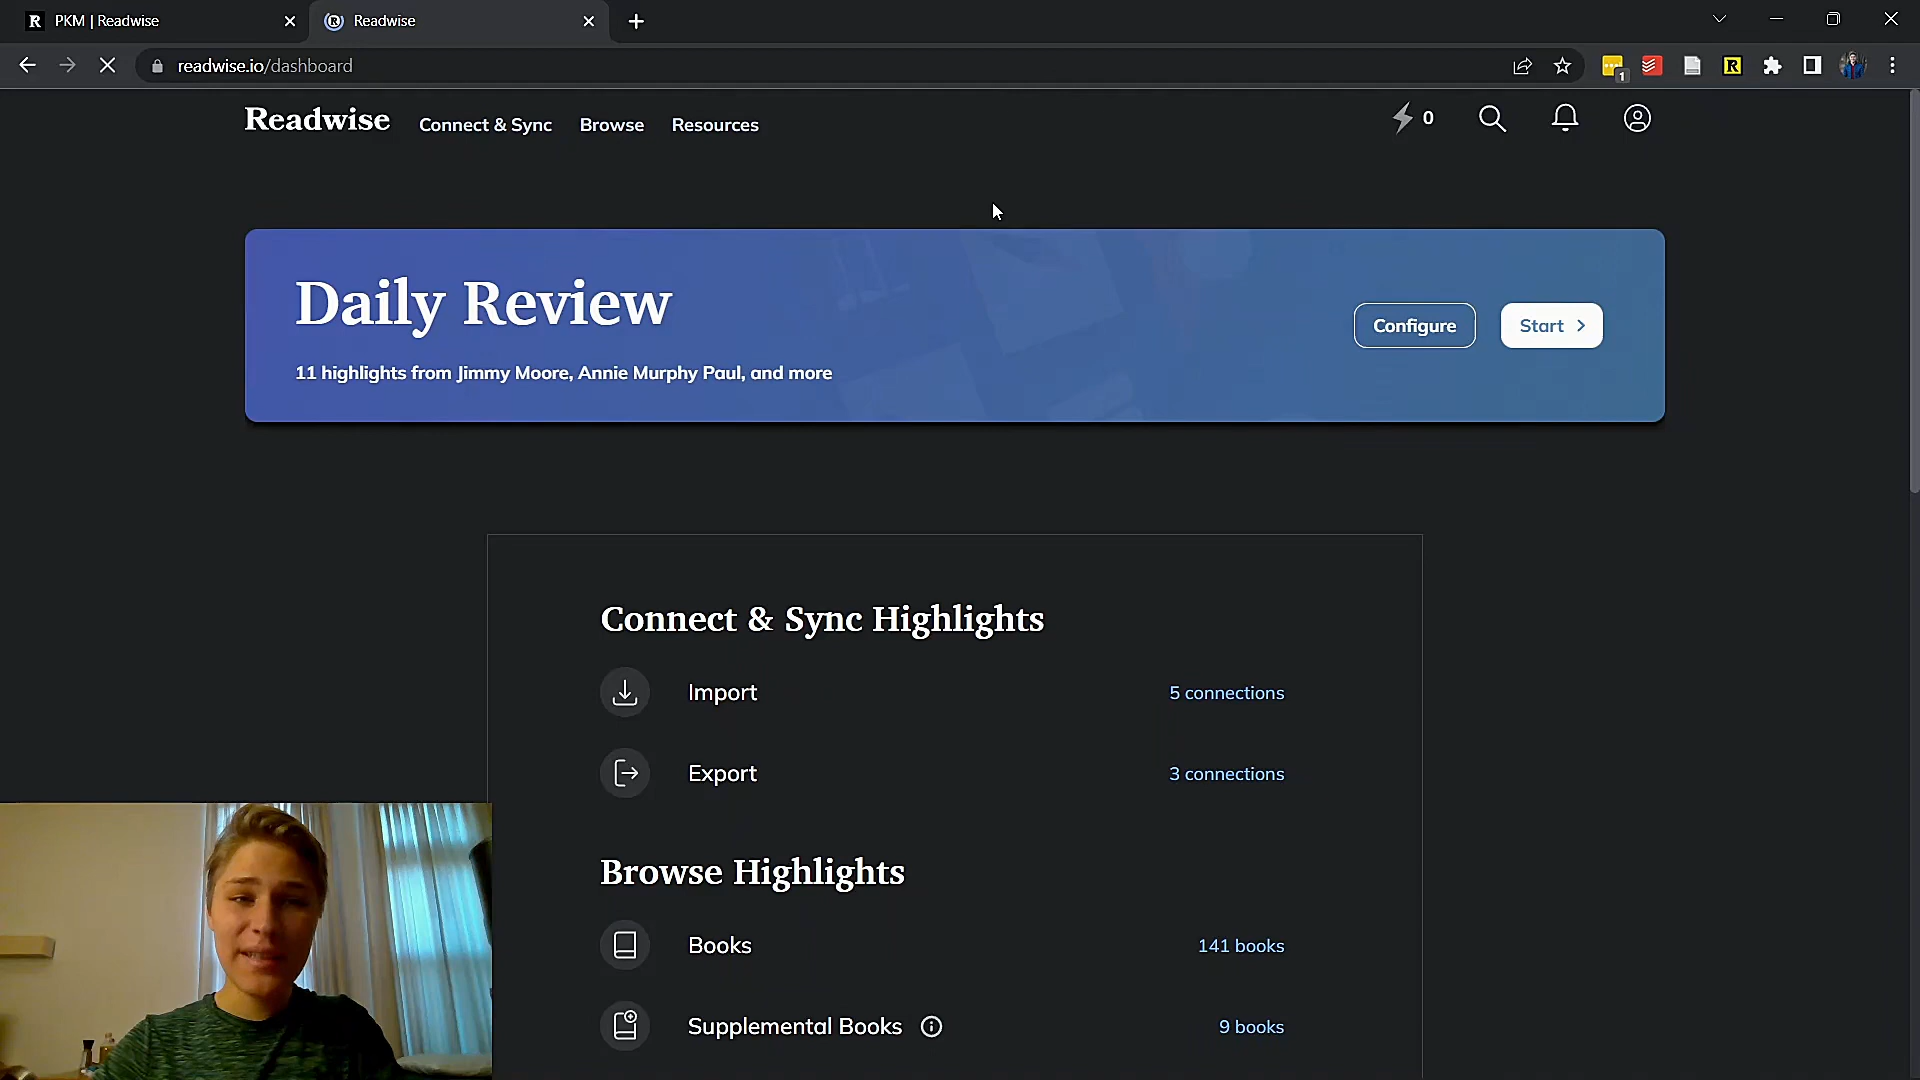 PKM | Readwise
Readwise
readwise.io/dashboard
1
Readwise
Connect & Sync
Browse
Resources
0
Daily Review
11 highlights from Jimmy Moore, Annie Murphy Paul, and more
Configure
Start
Connect & Sync Highlights
Import
5 connections
Export
3 connections
Browse Highlights
Books
141 books
Supplemental Books
9 books